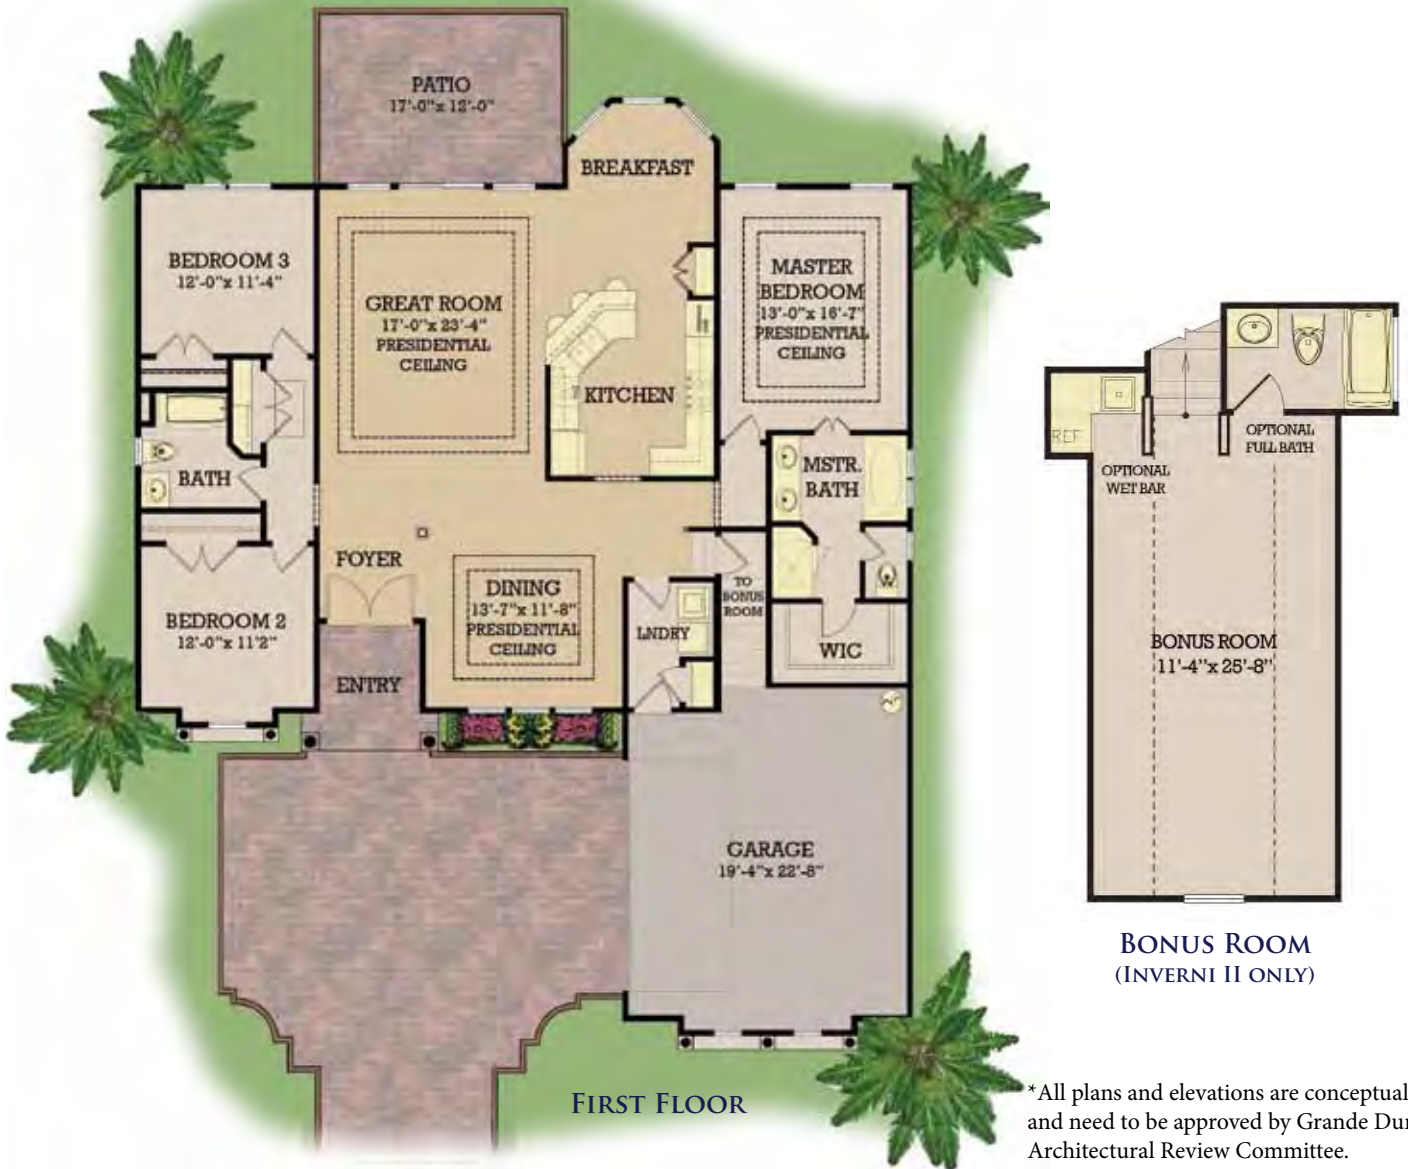 PATIO
17'-0"x 12'-0"
BREAKFAST
BEDROOM 3
12'-0"x 11'-4"
GREAT ROOM
17'-0"x 23'-4"
PRESIDENTIAL
CEILING
MASTER
BEDROOM
13'-0"x 16'-7"
PRESIDENTIAL
CEILING
KITCHEN
BATH
MSTR.
BATH
FOYER
DINING
13'-7"x 11'-8"
PRESIDENTIAL
CEILING
TO
BONUS
ROOM
BEDROOM 2
12'-0"x 11'2"
LNDRY
WIC
ENTRY
GARAGE
19'-4"x 22'-8"
FIRST FLOOR
REF
OPTIONAL
WET BAR
OPTIONAL
FULL BATH
BONUS ROOM
11'-4"x 25'-8"
BONUS ROOM
(INVERNI II ONLY)
*All plans and elevations are conceptual
and need to be approved by Grande Dun
Architectural Review Committee.